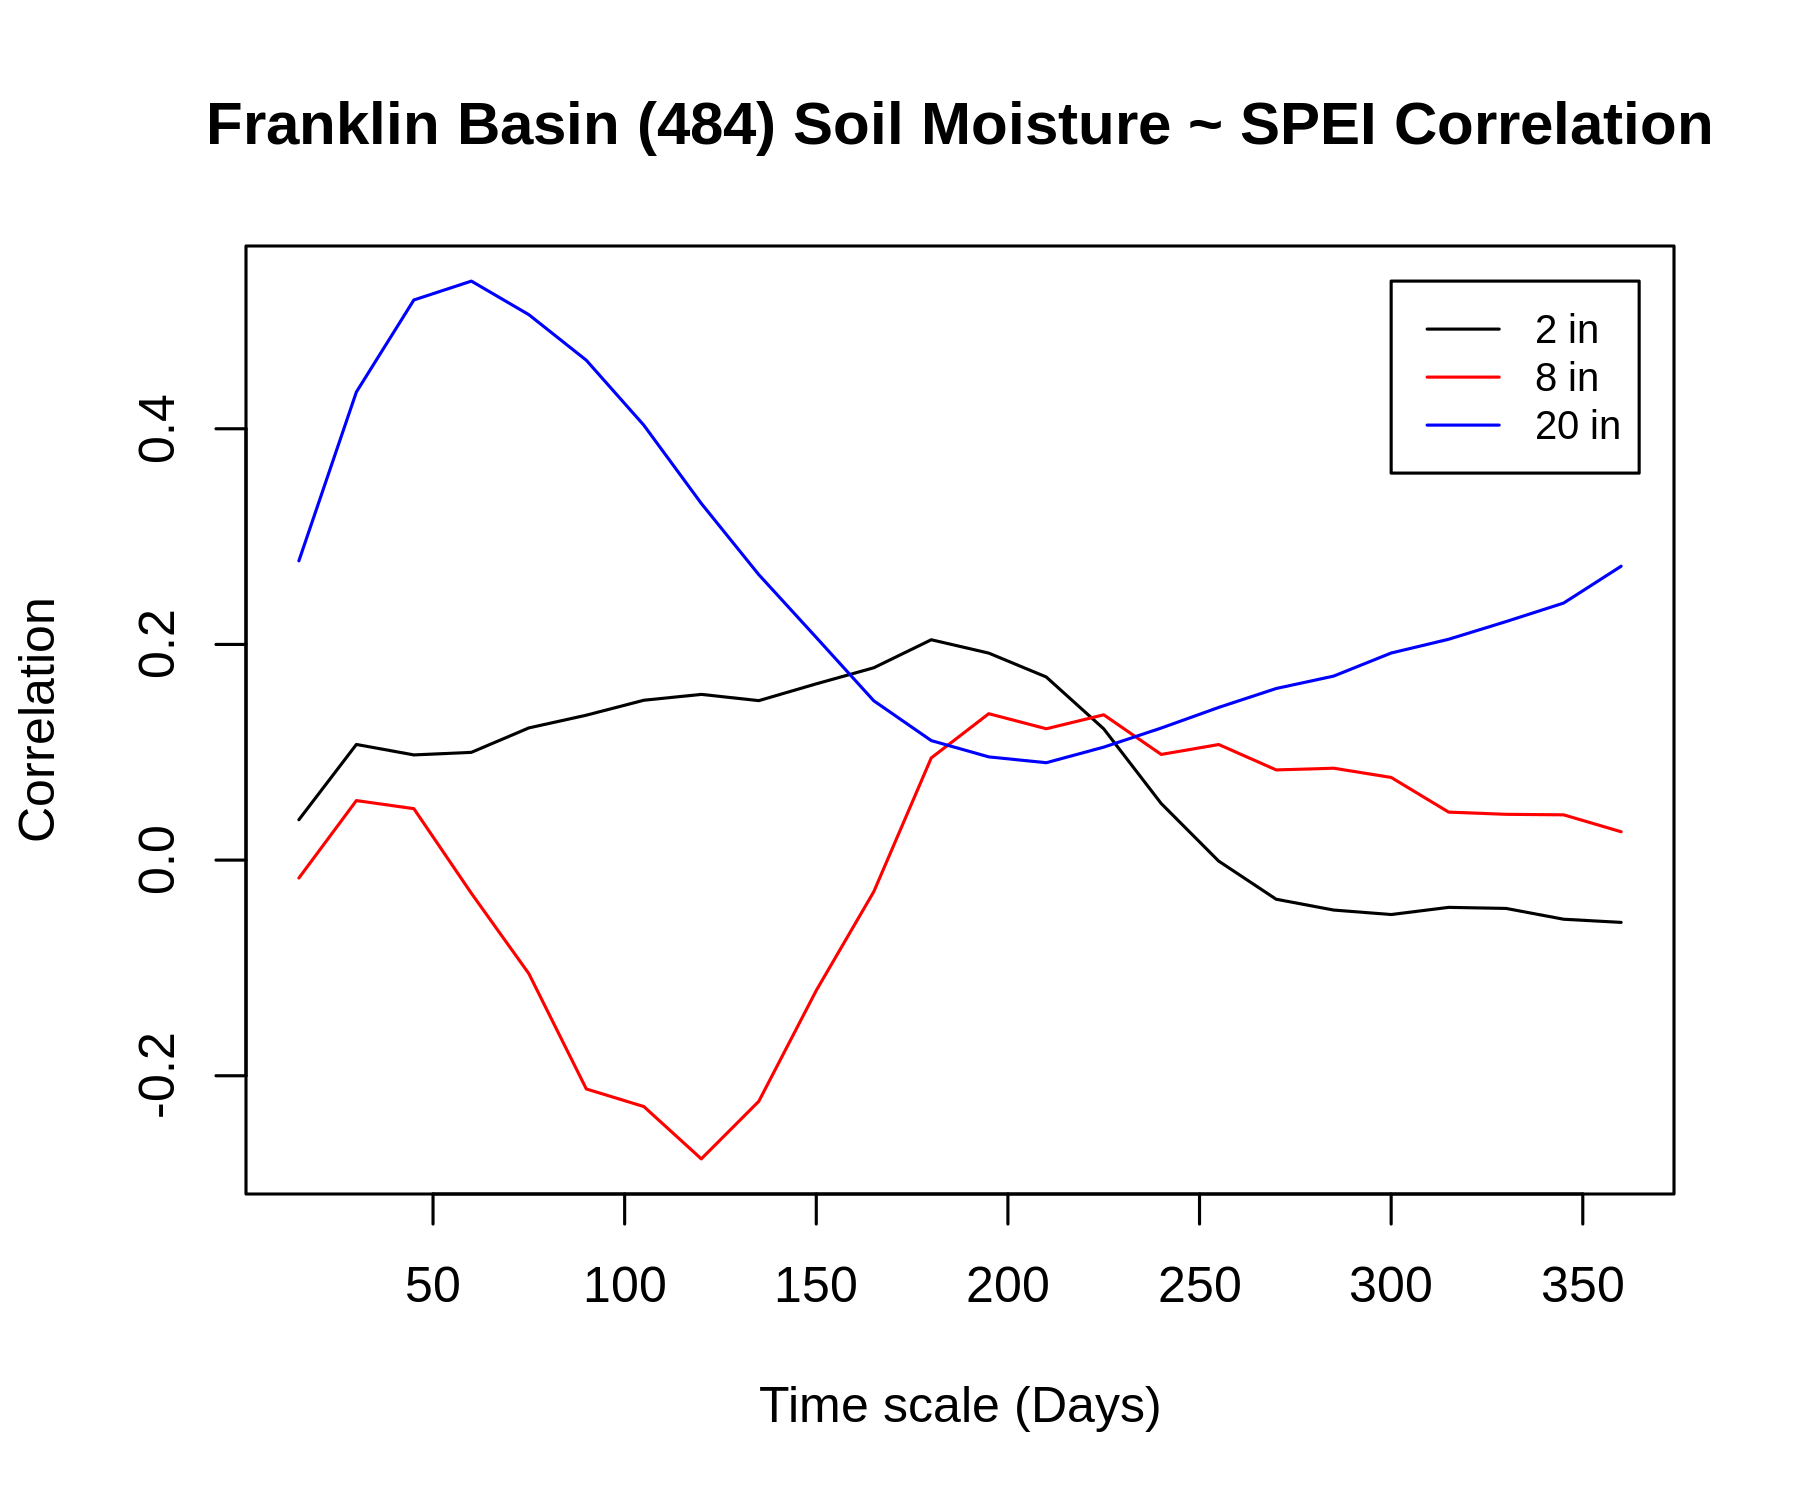 Franklin Basin (484) Soil Moisture ~ SPEI Correlation
2 in
8 in
20 in
Correlation
0.4
0.2
0.0
-0.2
50 100 150 200 250 300 350
Time scale (Days)